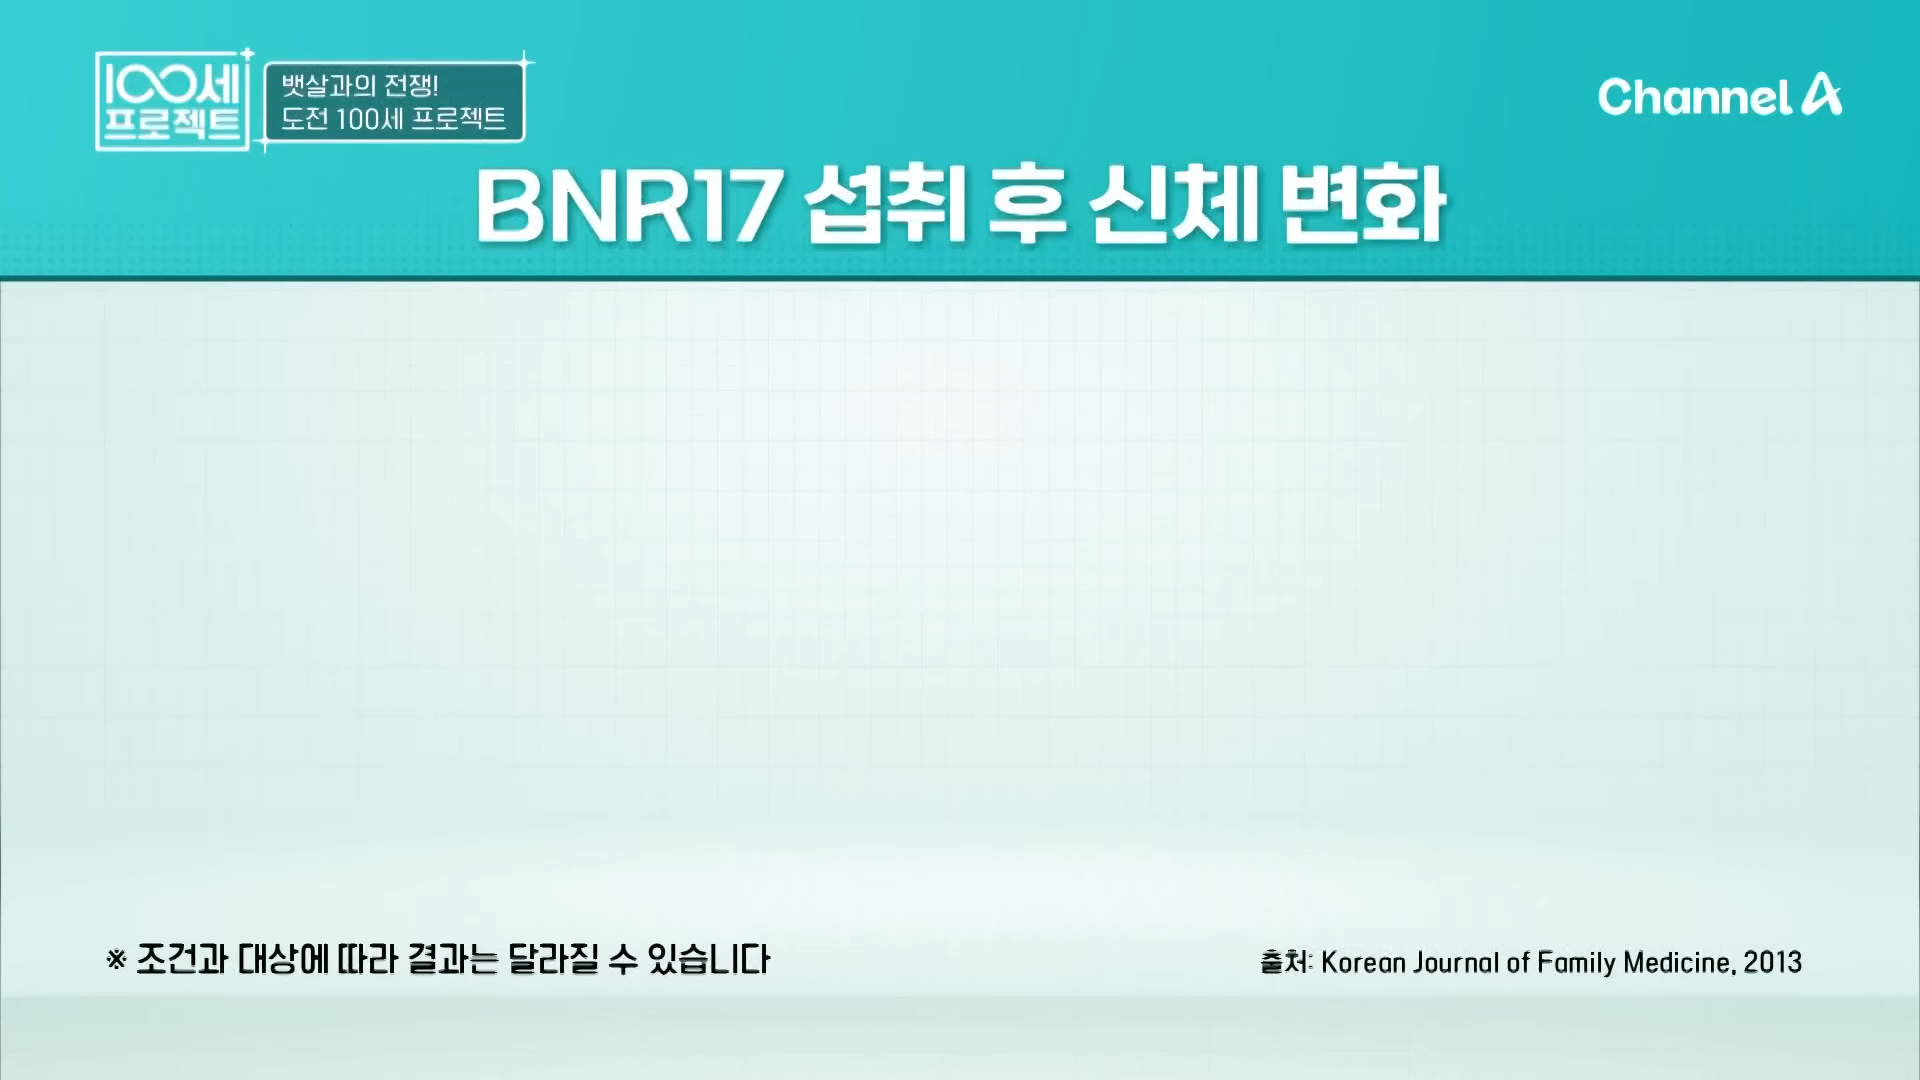 100세
프로젝트
뱃살과의 전쟁!
도전 100세 프로젝트
Channel A
BNR17 섭취 후 신체 변화
※ 조건과 대상에 따라 결과는 달라질 수 있습니다
출처: Korean Journal of Family Medicine, 2013